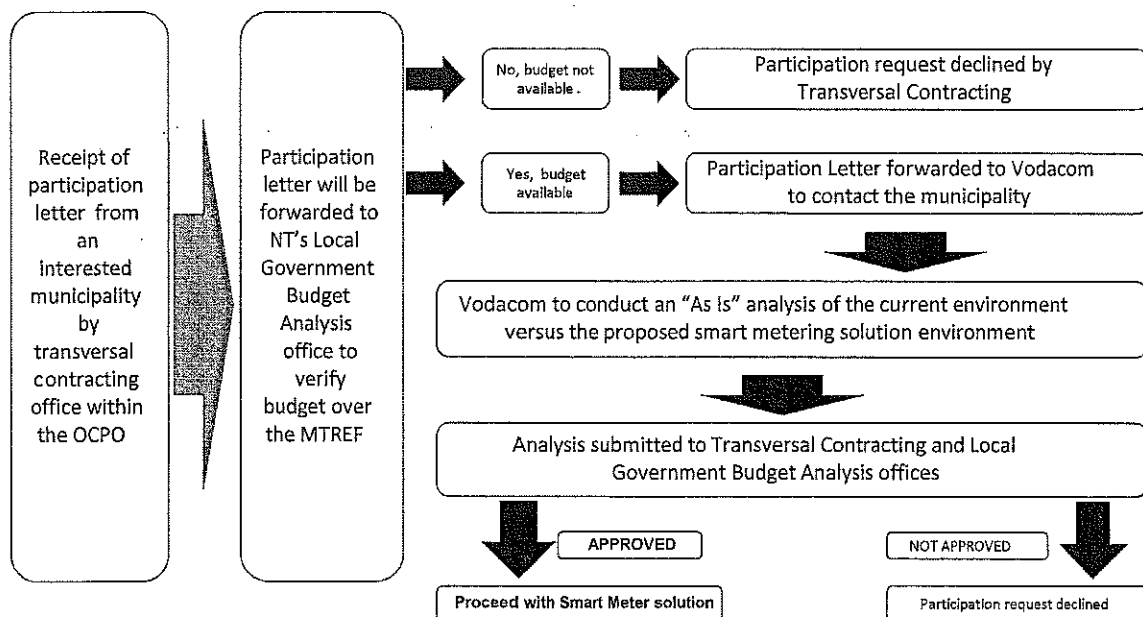 Receipt of
participation
letter from
an
interested
municipality
by
transversal
contracting
office within
the OCPO
Participation
letter will be
forwarded to
NT's Local
Government
Budget
Analysis
office to
verify
budget over
the MTREF
No, budget not
available .
Participation request declined by
Transversal Contracting
Yes, budget
available
Participation Letter forwarded to Vodacom
to contact the municipality
Vodacom to conduct an "As is" analysis of the current environment
versus the proposed smart metering solution environment
Analysis submitted to Transversal Contracting and Local
Government Budget Analysis offices
APPROVED
NOT APPROVED
Proceed with Smart Meter solution
Participation request declined